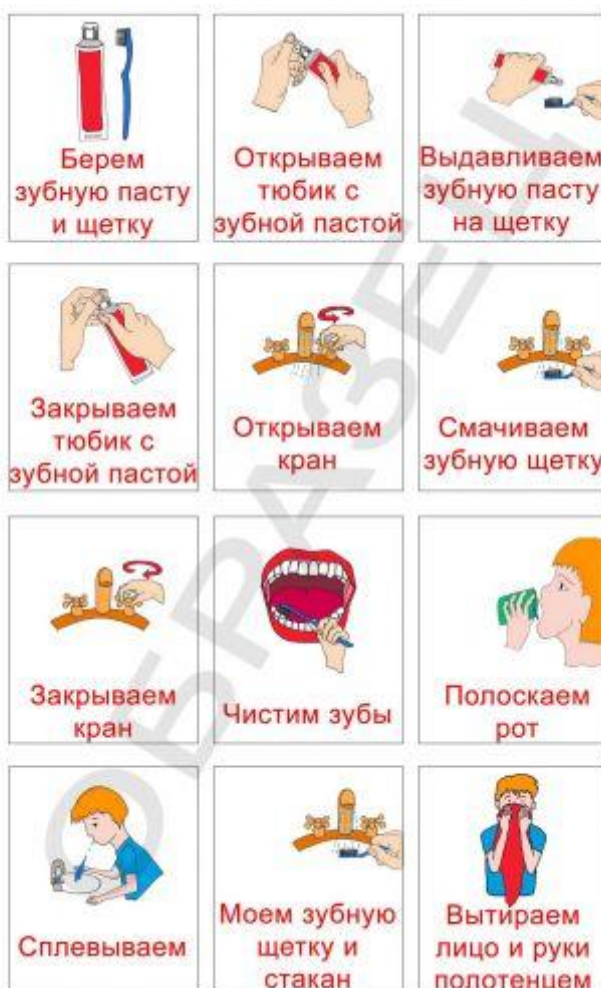 Берем
зубную пасту
и щетку
Открываем
тюбик с
зубной пастой
Выдавливаем
зубную пасту
на щетку
Закрываем
тюбик с
зубной пастой
Открываем
кран
Смачиваем
зубную щетку
Закрываем
кран
Чистим зубы
Полоскаем
рот
Сплевываем
Моем зубную
щетку и
стакан
Вытираем
лицо и руки
полотенцем
ОБРАЗЕЦ